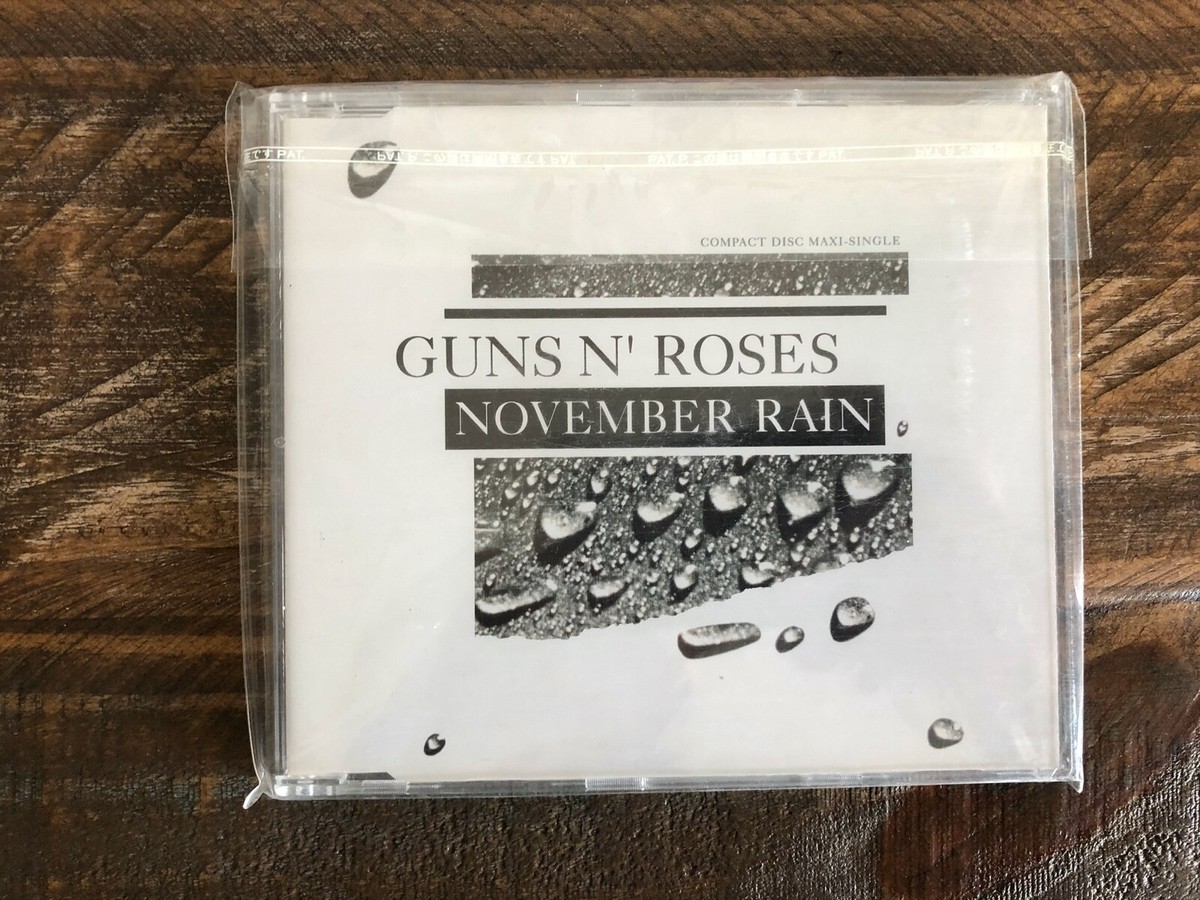 COMPACT DISC MAXI-SINGLE
GUNS N' ROSES
NOVEMBER RAIN